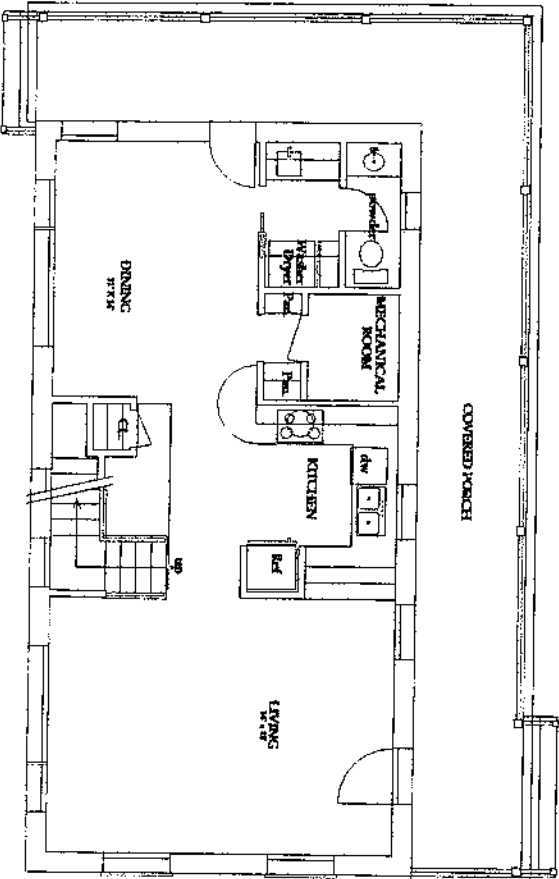 Powder
Washer
Dryer
Pan.
MECHANICAL
ROOM
Pan
DINING
COVERED PORCH
CL.
dw
KITCHEN
Ref
up
LIVING